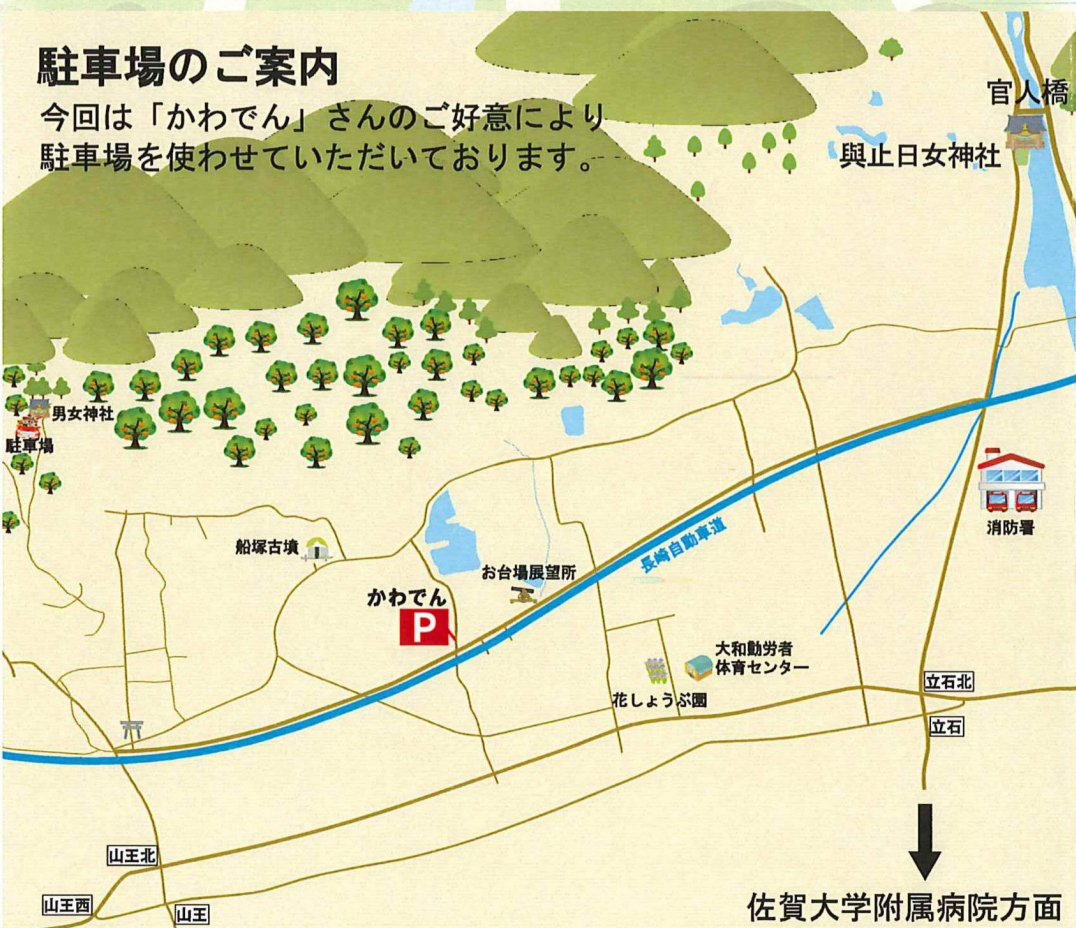 駐車場のご案内
今回は「かわでん」さんのご好意により
駐車場を使わせていただいております。
官人橋
與止日女神社
男女神社
駐車場
消防署
長崎自動車道
船塚古墳
お台場展望所
かわでん
P
大和勤労者
体育センター
花しょうぶ園
立石北
立石
山王北
山王西
山王
佐賀大学附属病院方面